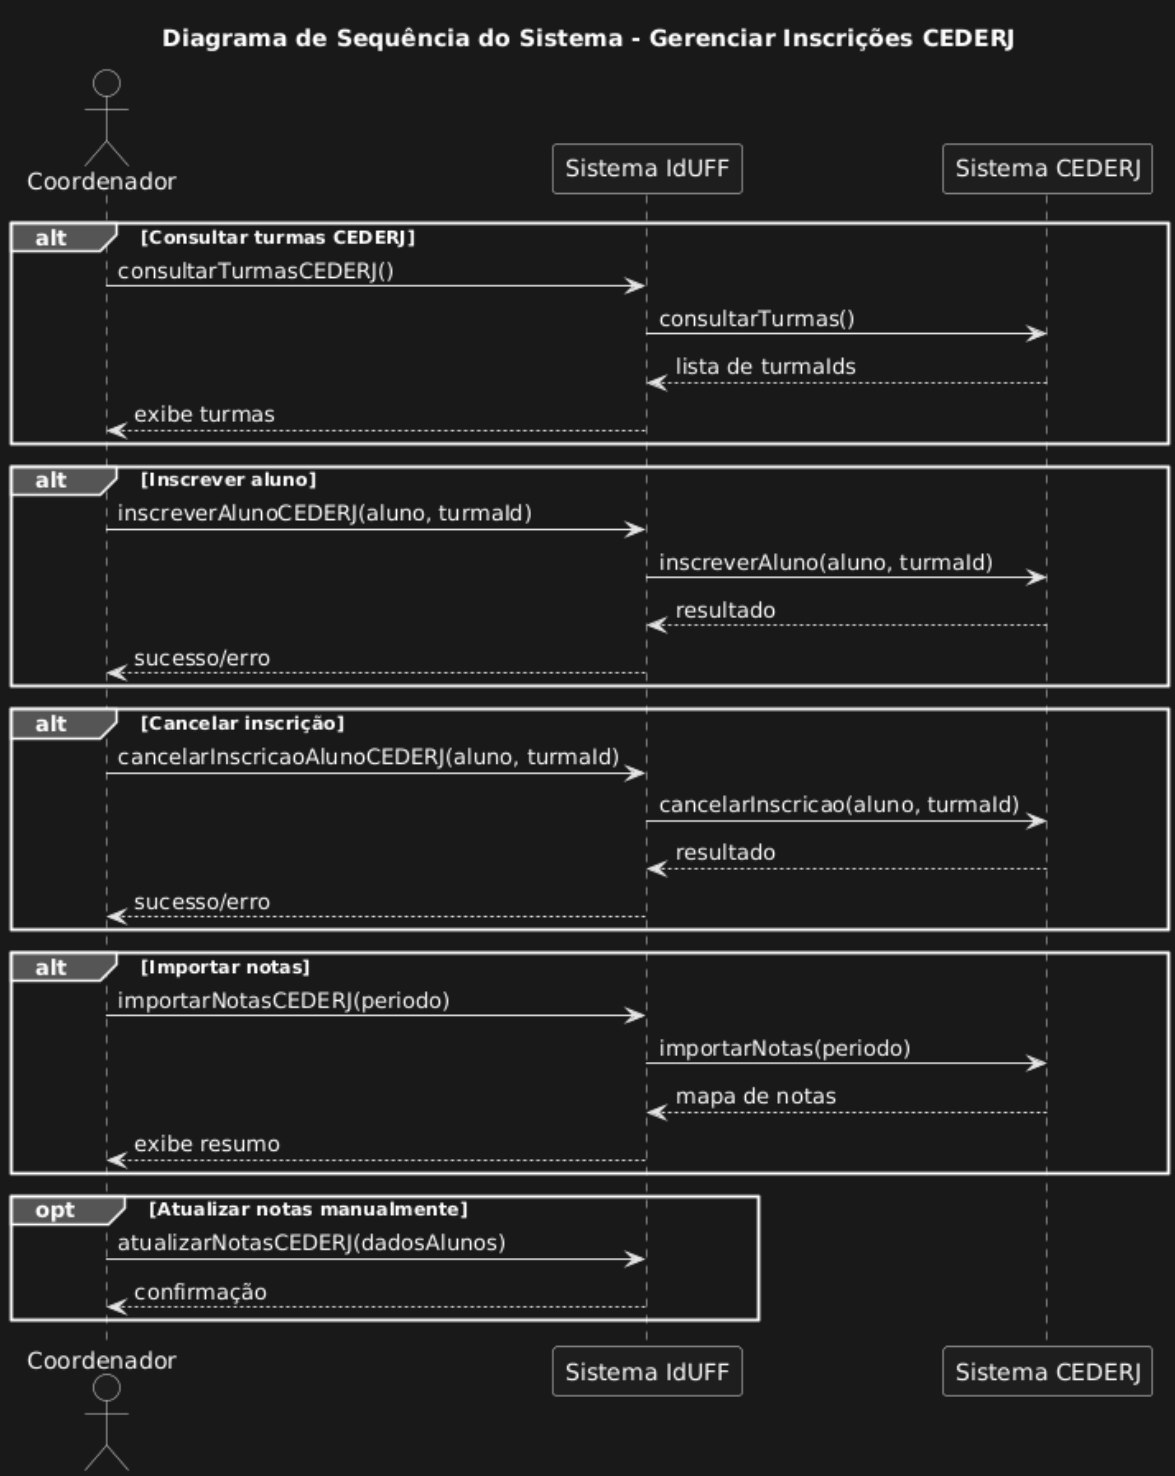 Diagrama de Sequência do Sistema - Gerenciar Inscrições CEDERJ
Coordenador
Sistema IdUFF
Sistema CEDERJ
alt [Consultar turmas CEDERJ]
consultarTurmasCEDERJ()
consultarTurmas()
lista de turmaIds
exibe turmas
alt [Inscrever aluno]
inscreverAlunoCEDERJ(aluno, turmaId)
inscreverAluno(aluno, turmaId)
resultado
sucesso/erro
alt [Cancelar inscrição]
cancelarInscricaoAlunoCEDERJ(aluno, turmaId)
cancelarInscricao(aluno, turmaId)
resultado
sucesso/erro
alt [Importar notas]
importarNotasCEDERJ(periodo)
importarNotas(periodo)
mapa de notas
exibe resumo
opt [Atualizar notas manualmente]
atualizarNotasCEDERJ(dadosAlunos)
confirmação
Coordenador
Sistema IdUFF
Sistema CEDERJ